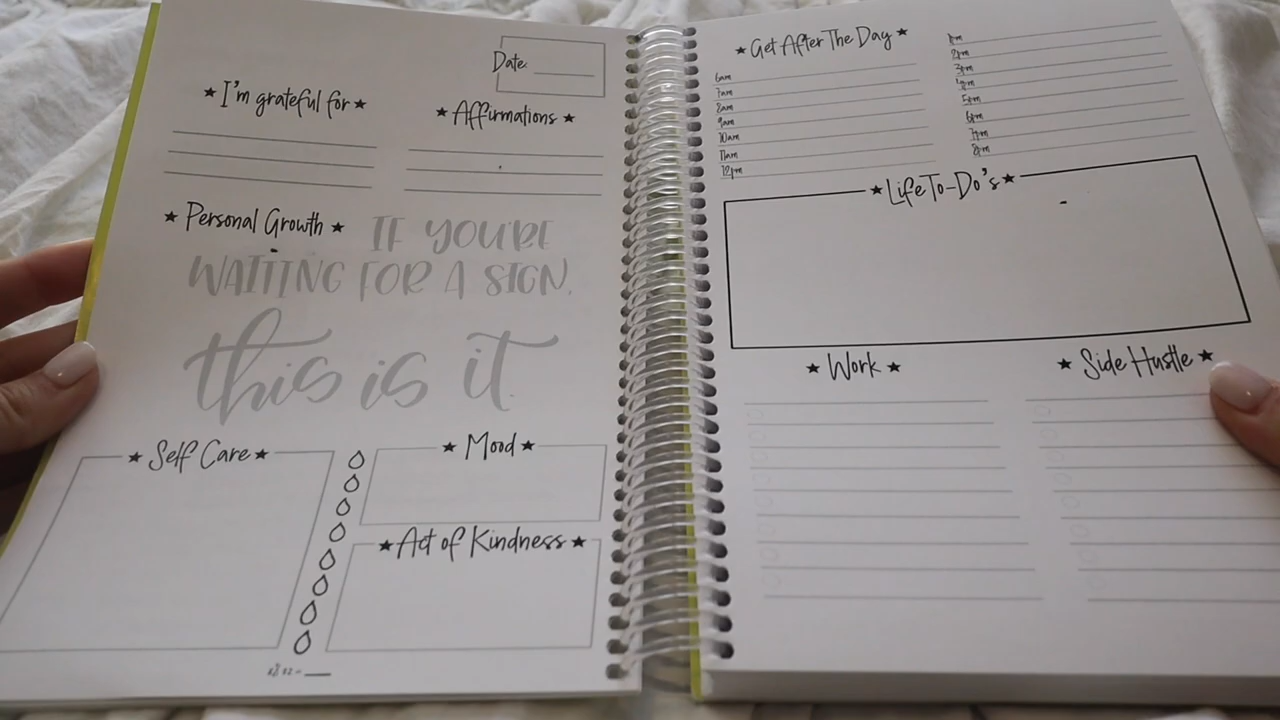 Date:
★ I'm grateful for ★
★ Affirmations ★
★ Personal Growth ★
IF YOU'RE
WAITING FOR A SIGN,
this is it.
★ Self Care ★
★ Mood ★
★ Act of Kindness ★
★ Get After The Day ★
6am
7am
8am
9am
10am
11am
12pm
1pm
2pm
3pm
4pm
5pm
6pm
7pm
8pm
★ Life To-Do's ★
★ Work ★
★ Side Hustle ★